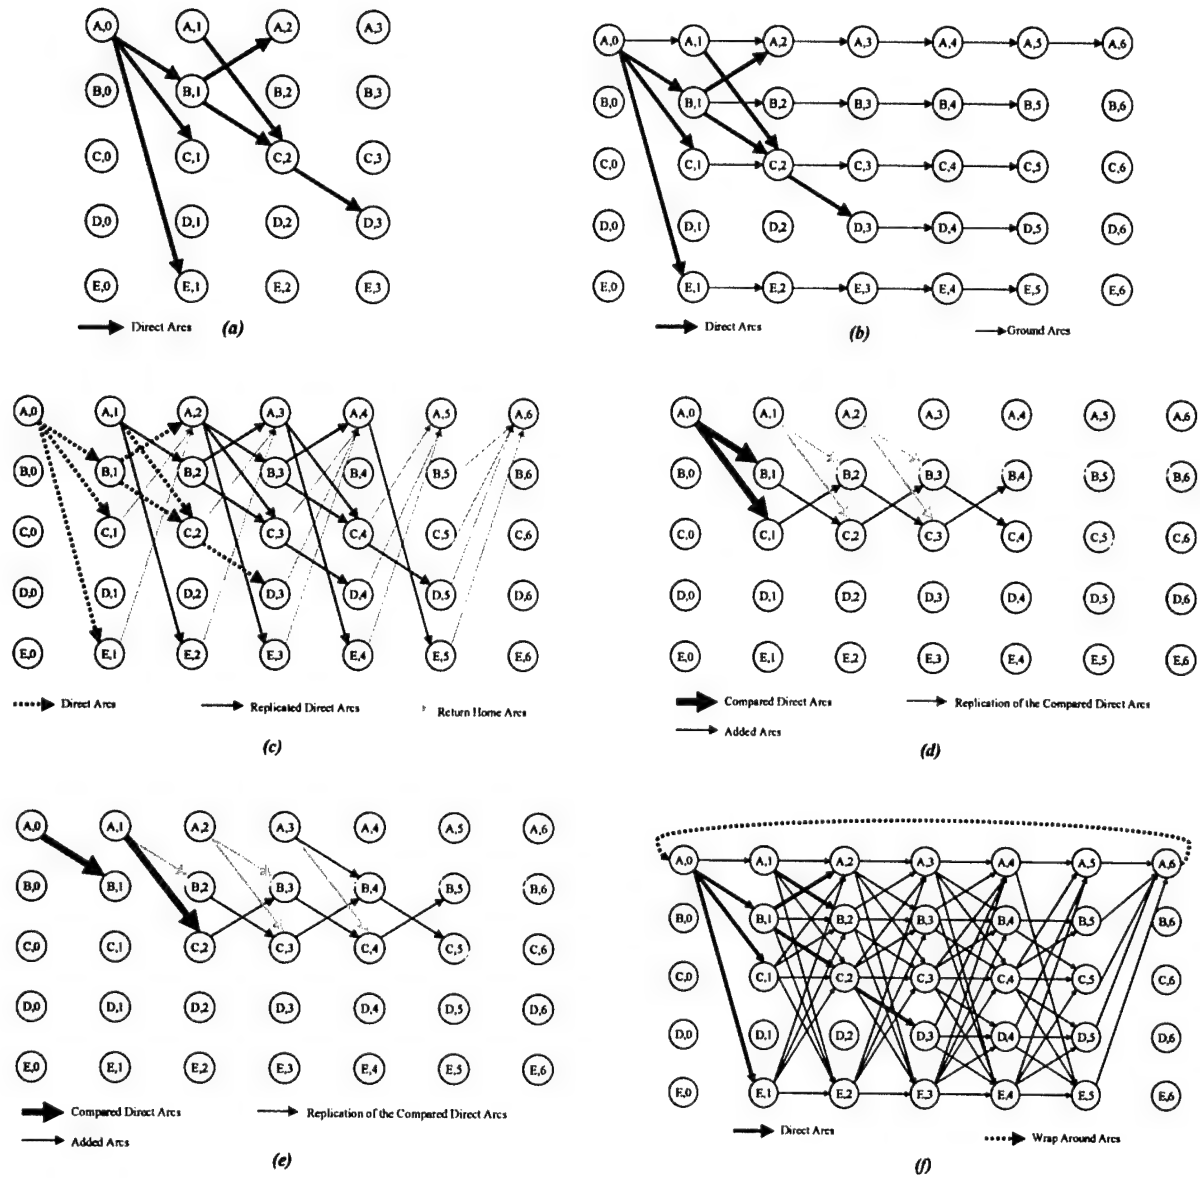 A,0 A,1 A,2 A,3
B,0 B,1 B,2 B,3
C,0 C,1 C,2 C,3
D,0 D,1 D,2 D,3
E,0 E,1 E,2 E,3
Direct Arcs (a)
A,0 A,1 A,2 A,3 A,4 A,5 A,6
B,0 B,1 B,2 B,3 B,4 B,5 B,6
C,0 C,1 C,2 C,3 C,4 C,5 C,6
D,0 D,1 D,2 D,3 D,4 D,5 D,6
E,0 E,1 E,2 E,3 E,4 E,5 E,6
Direct Arcs (b) Ground Arcs
A,0 A,1 A,2 A,3 A,4 A,5 A,6
B,0 B,1 B,2 B,3 B,4 B,5 B,6
C,0 C,1 C,2 C,3 C,4 C,5 C,6
D,0 D,1 D,2 D,3 D,4 D,5 D,6
E,0 E,1 E,2 E,3 E,4 E,5 E,6
Direct Arcs Replicated Direct Arcs Return Home Arcs
(c)
A,0 A,1 A,2 A,3 A,4 A,5 A,6
B,0 B,1 B,2 B,3 B,4 B,5 B,6
C,0 C,1 C,2 C,3 C,4 C,5 C,6
D,0 D,1 D,2 D,3 D,4 D,5 D,6
E,0 E,1 E,2 E,3 E,4 E,5 E,6
Compared Direct Arcs Replication of the Compared Direct Arcs
Added Arcs
(d)
A,0 A,1 A,2 A,3 A,4 A,5 A,6
B,0 B,1 B,2 B,3 B,4 B,5 B,6
C,0 C,1 C,2 C,3 C,4 C,5 C,6
D,0 D,1 D,2 D,3 D,4 D,5 D,6
E,0 E,1 E,2 E,3 E,4 E,5 E,6
Compared Direct Arcs Replication of the Compared Direct Arcs
Added Arcs
(e)
A,0 A,1 A,2 A,3 A,4 A,5 A,6
B,0 B,1 B,2 B,3 B,4 B,5 B,6
C,0 C,1 C,2 C,3 C,4 C,5 C,6
D,0 D,1 D,2 D,3 D,4 D,5 D,6
E,0 E,1 E,2 E,3 E,4 E,5 E,6
Direct Arcs Wrap Around Arcs
(f)